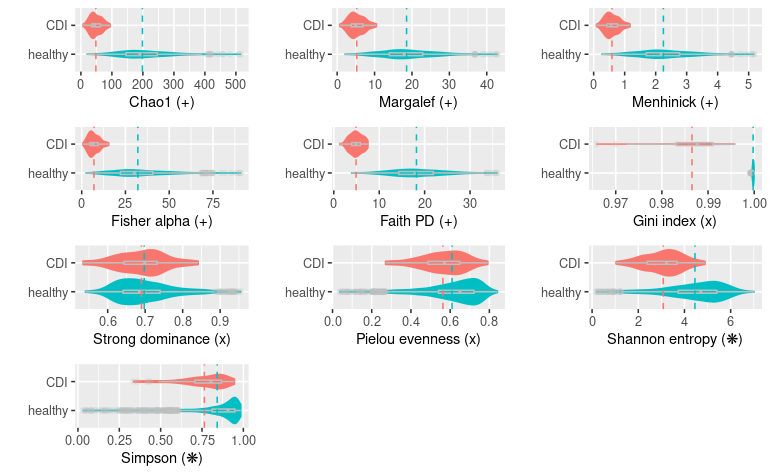 CDI
healthy
0 100 200 300 400 500
Chao1 (+)
CDI
healthy
0 10 20 30 40
Margalef (+)
CDI
healthy
0 1 2 3 4 5
Menhinick (+)
CDI
healthy
0 25 50 75
Fisher alpha (+)
CDI
healthy
0 10 20 30
Faith PD (+)
CDI
healthy
0.97 0.98 0.99 1.00
Gini index (x)
CDI
healthy
0.6 0.7 0.8 0.9
Strong dominance (x)
CDI
healthy
0.0 0.2 0.4 0.6 0.8
Pielou evenness (x)
CDI
healthy
0 2 4 6
Shannon entropy (❋)
CDI
healthy
0.00 0.25 0.50 0.75 1.00
Simpson (❋)